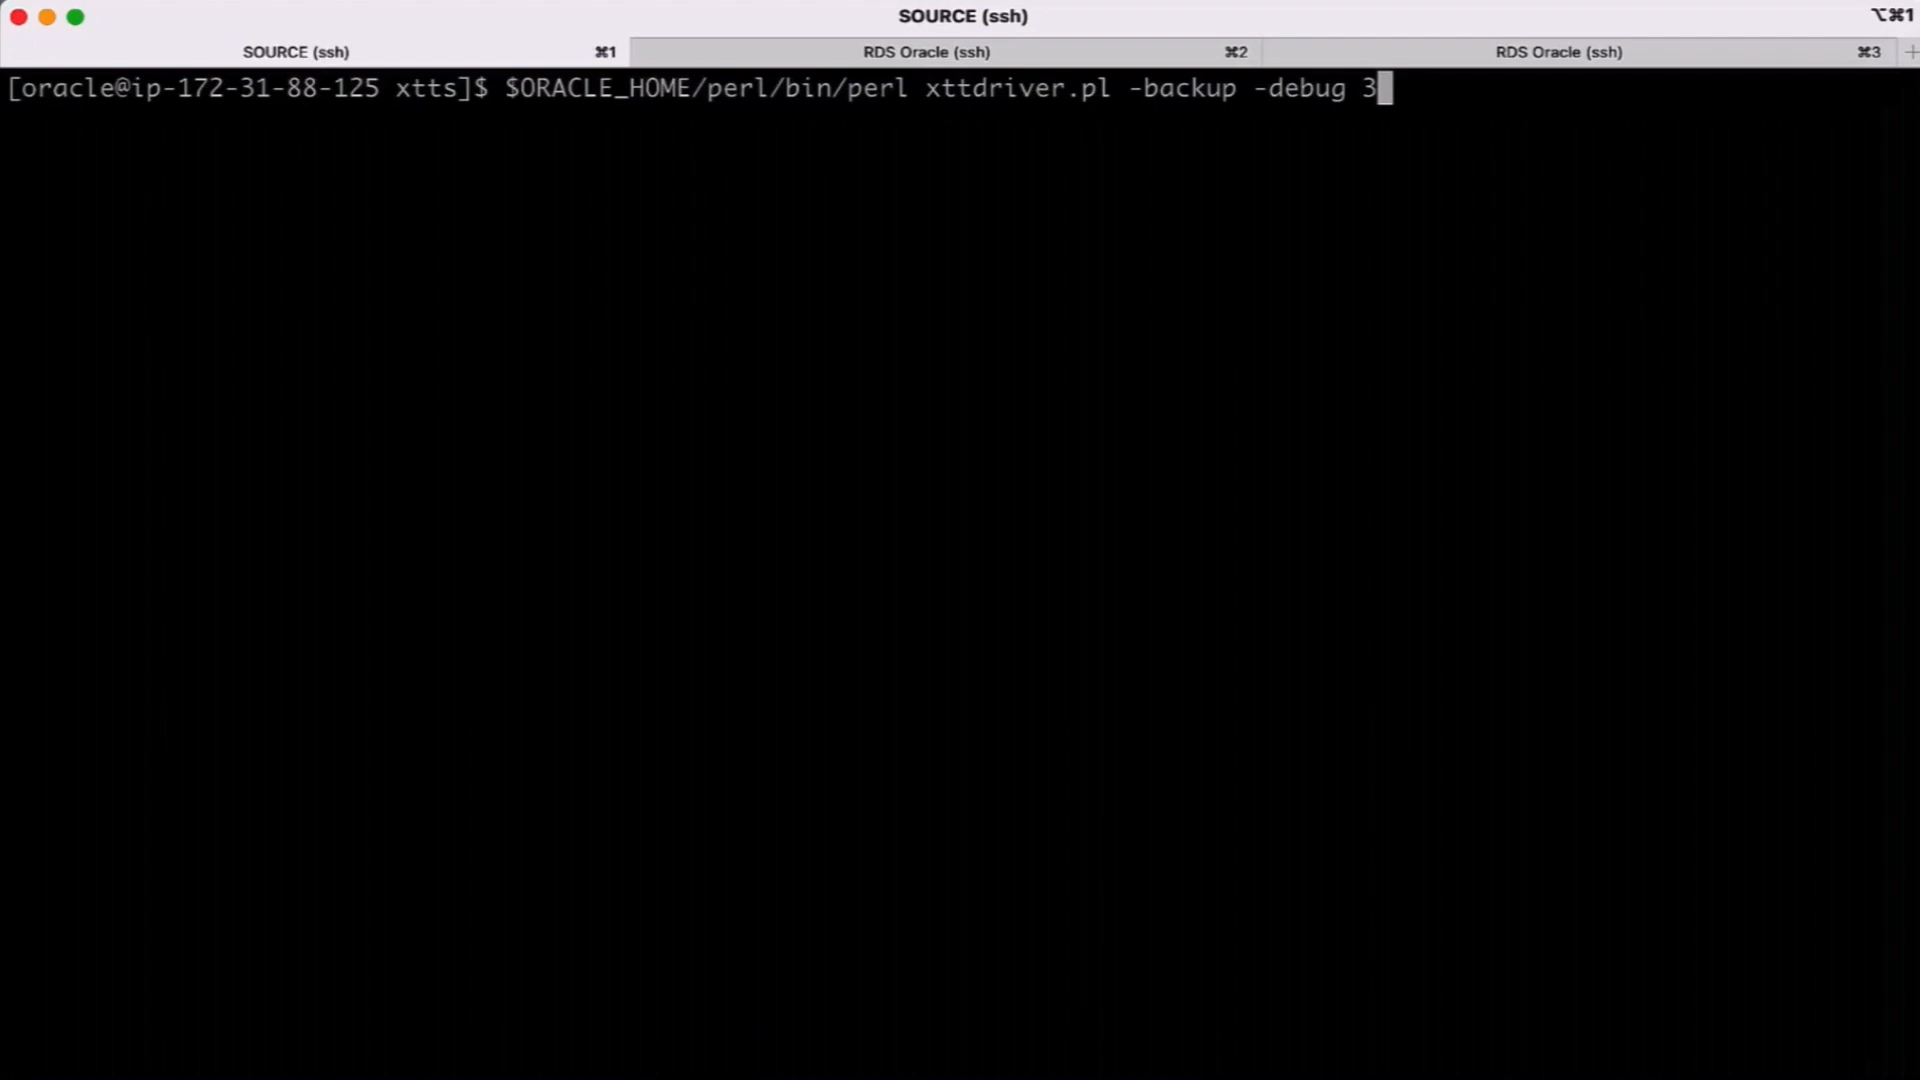 SOURCE (ssh)
⌥⌘1
SOURCE (ssh) ⌘1
RDS Oracle (ssh) ⌘2
RDS Oracle (ssh) ⌘3
[oracle@ip-172-31-88-125 xtts]$ $ORACLE_HOME/perl/bin/perl xttdriver.pl -backup -debug 3